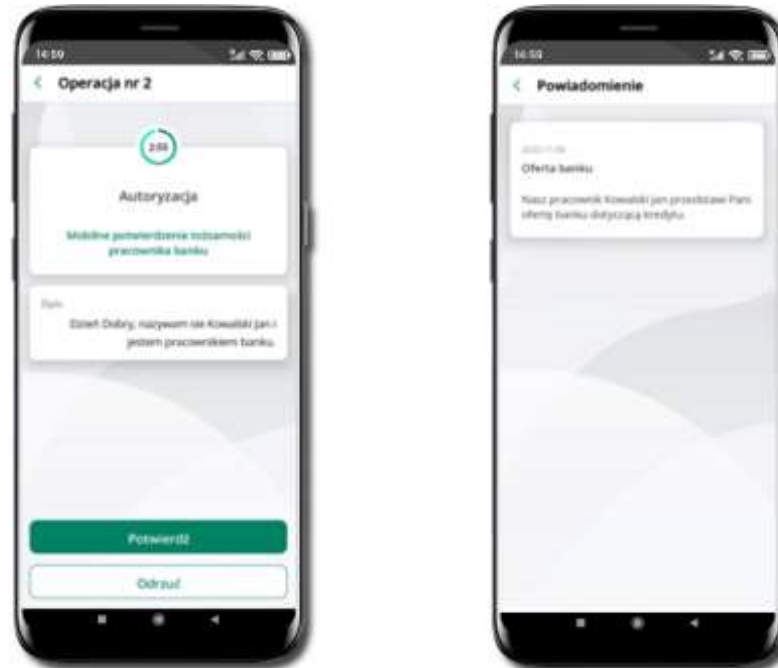 14:59
Operacja nr 2
Autoryzacja
Mobilne potwierdzenie tożsamości
pracownika banku
Dzień Dobry, nazywam sie Kowalski Jan i
jestem pracownikiem banku.
Potwierdź
Odrzuć
14:59
Powiadomienie
Oferta banku
Nasz pracownik Kowalski Jan przedstawi Pani
ofertę banku dotyczącą kredytu.